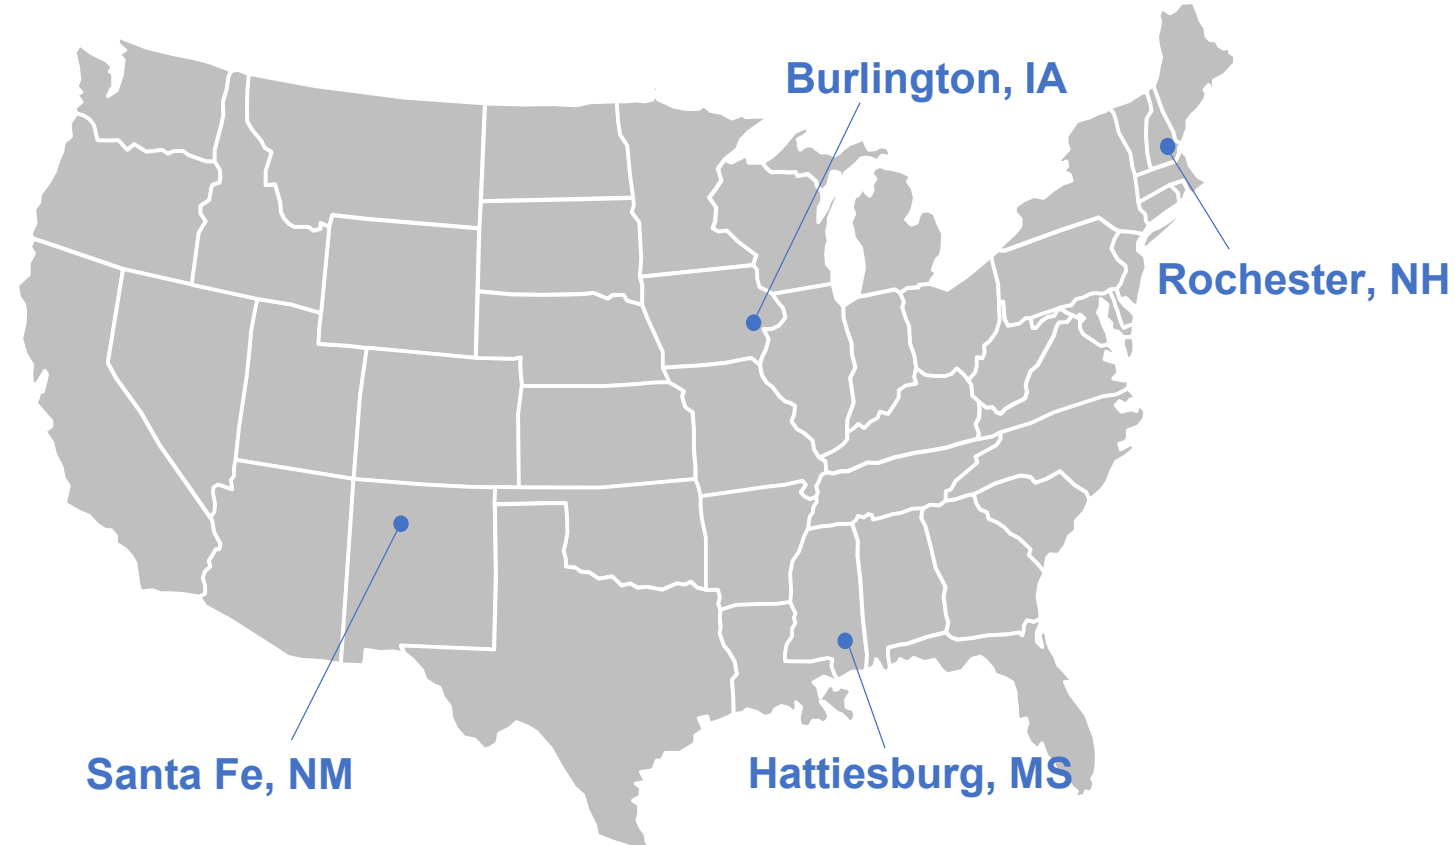 Burlington, IA
Rochester, NH
Santa Fe, NM
Hattiesburg, MS